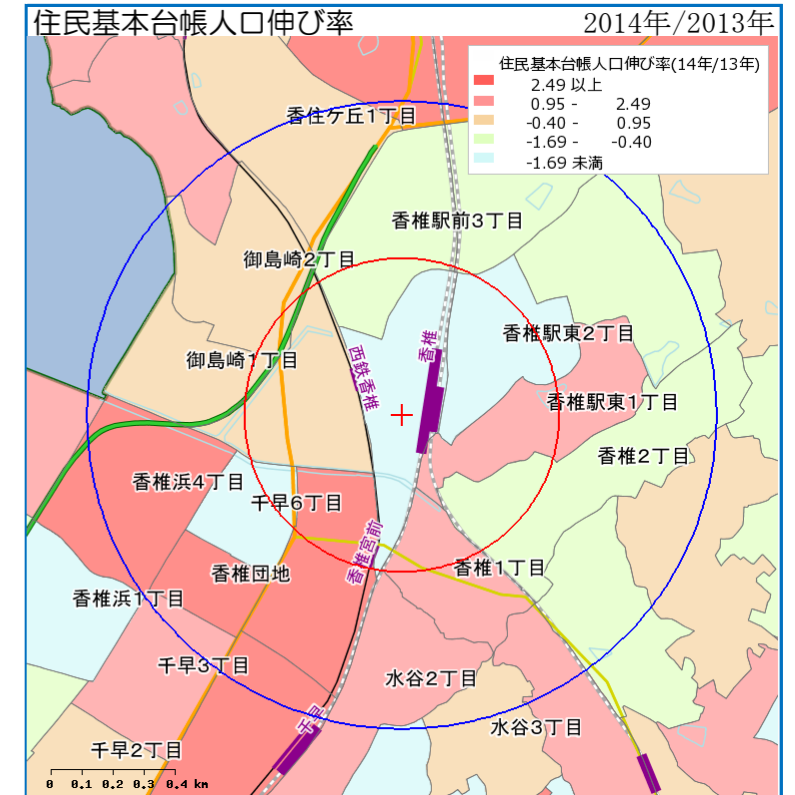 住民基本台帳人口伸び率 2014年/2013年
住民基本台帳人口伸び率(14年/13年)
2.49 以上
0.95 - 2.49
-0.40 - 0.95
-1.69 - -0.40
-1.69 未満
香住ケ丘1丁目
香椎駅前3丁目
御島崎2丁目
香椎駅東2丁目
香椎
西鉄香椎
御島崎1丁目
香椎駅東1丁目
香椎2丁目
香椎浜4丁目
千早6丁目
香椎宮前
香椎1丁目
香椎団地
香椎浜1丁目
千早3丁目
水谷2丁目
千早
水谷3丁目
千早2丁目
0 0.1 0.2 0.3 0.4 km